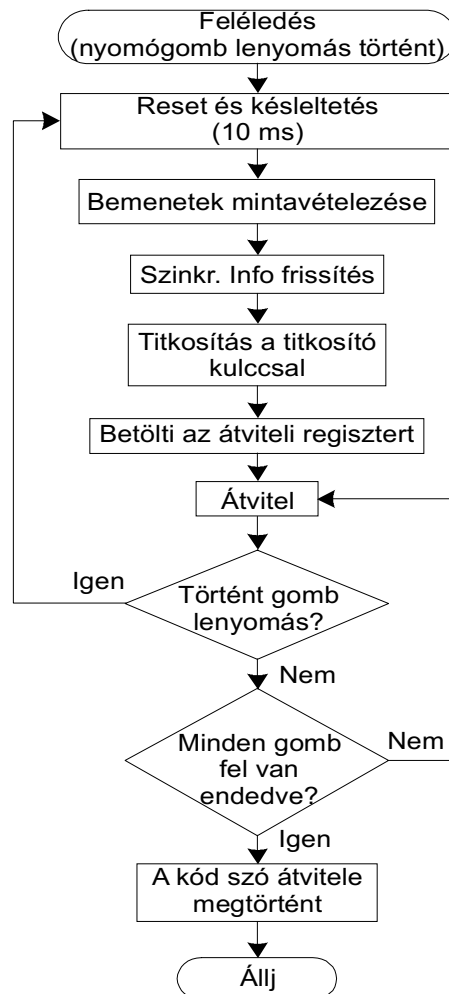 Feléledés
(nyomógomb lenyomás történt)
Reset és késleltetés
(10 ms)
Bemenetek mintavételezése
Szinkr. Info frissítés
Titkosítás a titkosító
kulccsal
Betölti az átviteli regisztert
Átvitel
Igen
Történt gomb
lenyomás?
Nem
Minden gomb
fel van
endedve?
Nem
Igen
A kód szó átvitele
megtörtént
Állj